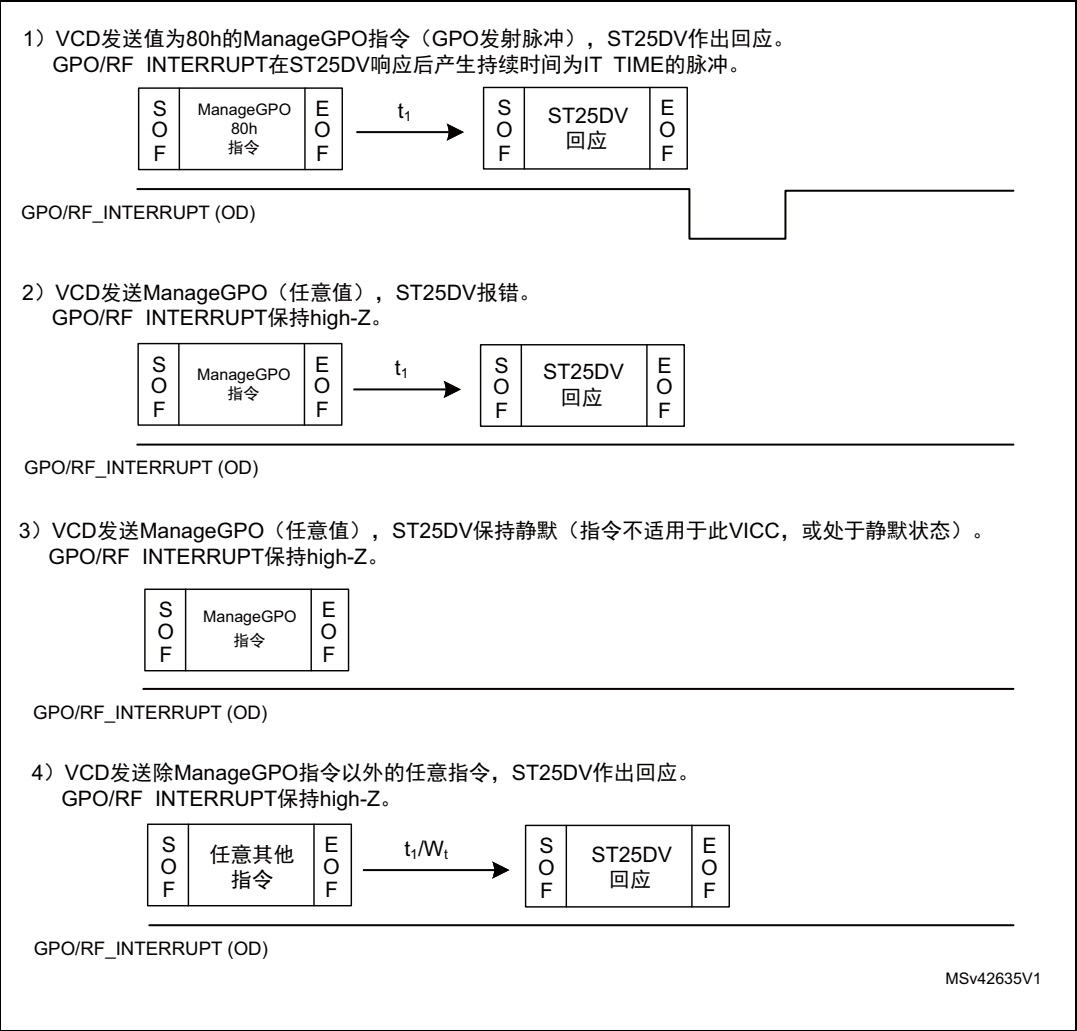 1）VCD发送值为80h的ManageGPO指令（GPO发射脉冲），ST25DV作出回应。
GPO/RF INTERRUPT在ST25DV响应后产生持续时间为IT TIME的脉冲。
S O F
ManageGPO
80h
指令
E O F
t1
S O F
ST25DV
回应
E O F
GPO/RF_INTERRUPT (OD)
2）VCD发送ManageGPO（任意值），ST25DV报错。
GPO/RF INTERRUPT保持high-Z。
S O F
ManageGPO
指令
E O F
t1
S O F
ST25DV
回应
E O F
GPO/RF_INTERRUPT (OD)
3）VCD发送ManageGPO（任意值），ST25DV保持静默（指令不适用于此VICC，或处于静默状态）。
GPO/RF INTERRUPT保持high-Z。
S O F
ManageGPO
指令
E O F
GPO/RF_INTERRUPT (OD)
4）VCD发送除ManageGPO指令以外的任意指令，ST25DV作出回应。
GPO/RF INTERRUPT保持high-Z。
S O F
任意其他
指令
E O F
t1/Wt
S O F
ST25DV
回应
E O F
GPO/RF_INTERRUPT (OD)
MSv42635V1